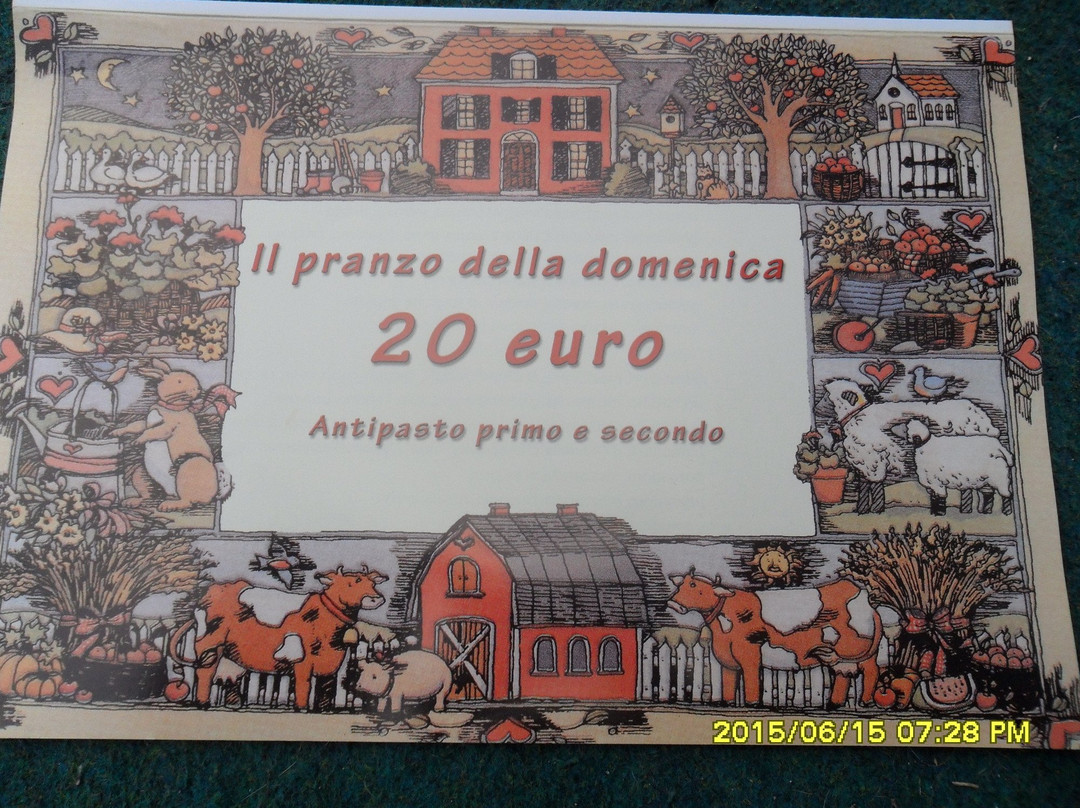 Il pranzo della domenica
20 euro
Antipasto primo e secondo
2015/06/15 07:28 PM